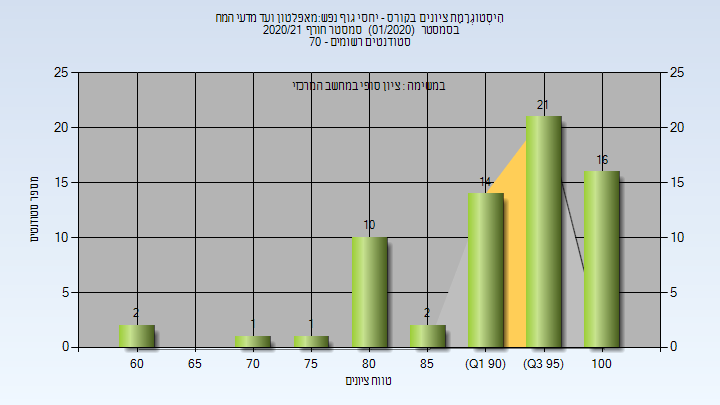 הִיסְטוֹגְרָמַת ציונים בקורס - יחסי גוף נפש:מאפלטון ועד מדעי המח
בסמסטר (01/2020) סמסטר חורף 2020/21
סטודנטים רשומים - 70
במשימה : ציון סופי במחשב המרכזי
25 25
20 20
15 15
10 10
5 5
0 0
2 1 1 10 2 14 21 16
מספר סטודנטים
60 65 70 75 80 85 (Q1 90) (Q3 95) 100
טווח ציונים